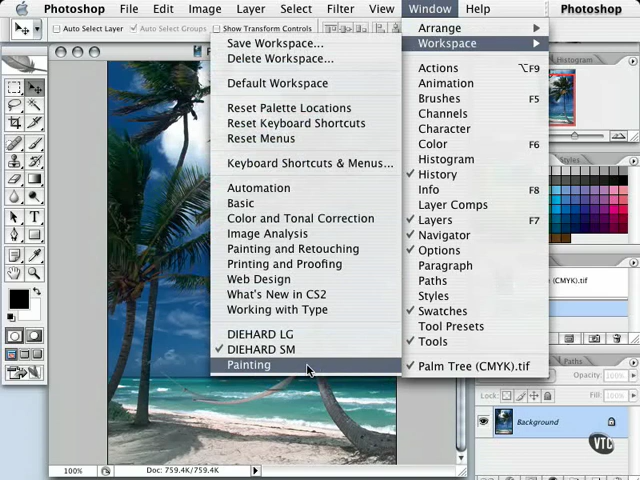 Photoshop File Edit Image Layer Select Filter View Window Help Photoshop
Auto Select Layer Auto Select Groups Show Transform Controls
Save Workspace...
Delete Workspace...
Default Workspace
Reset Palette Locations
Reset Keyboard Shortcuts
Reset Menus
Keyboard Shortcuts & Menus...
Automation
Basic
Color and Tonal Correction
Image Analysis
Painting and Retouching
Printing and Proofing
Web Design
What's New in CS2
Working with Type
DIEHARD LG
✓ DIEHARD SM
Painting
Arrange
Workspace
Actions ⌥F9
Animation
Brushes F5
Channels
Character
Color F6
Histogram
✓ History
Info F8
Layer Comps
✓ Layers F7
✓ Navigator
✓ Options
Paragraph
Paths
Styles
✓ Swatches
Tool Presets
✓ Tools
✓ Palm Tree (CMYK).tif
Histogram
Styles
.tif
Paths
Opacity:
Lock: Fill:
Background
VTC
100% Doc: 759.4K/759.4K